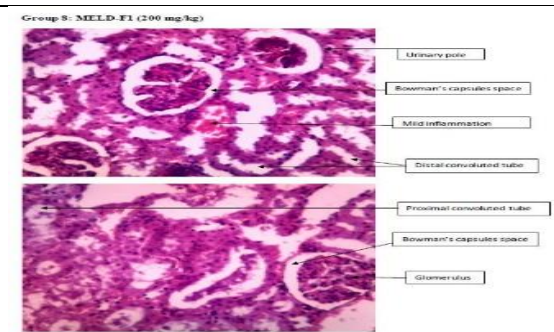 Group 8: MELD-F1 (200 mg/kg)
Urinary pole
Bowman's capsules space
Mild inflammation
Distal convoluted tube
Proximal convoluted tube
Bowman's capsules space
Glomerulus